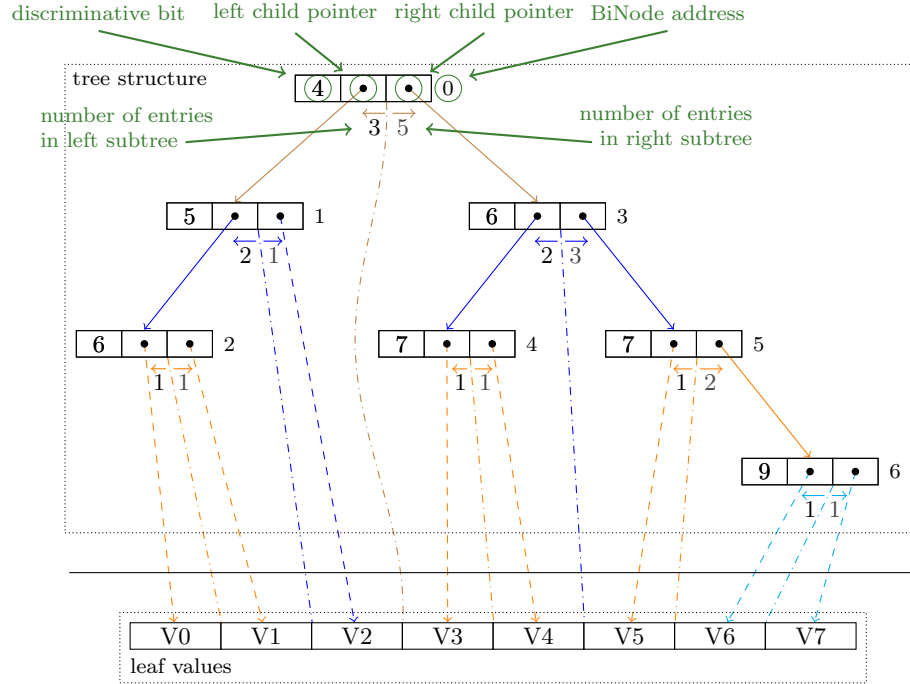 discriminative bit left child pointer right child pointer BiNode address
tree structure
4 0
number of entries
in left subtree
3 5
number of entries
in right subtree
5 1
6 3
2 1
2 3
6 2
7 4
7 5
1 1
1 1
1 2
9 6
1 1
V0 V1 V2 V3 V4 V5 V6 V7
leaf values